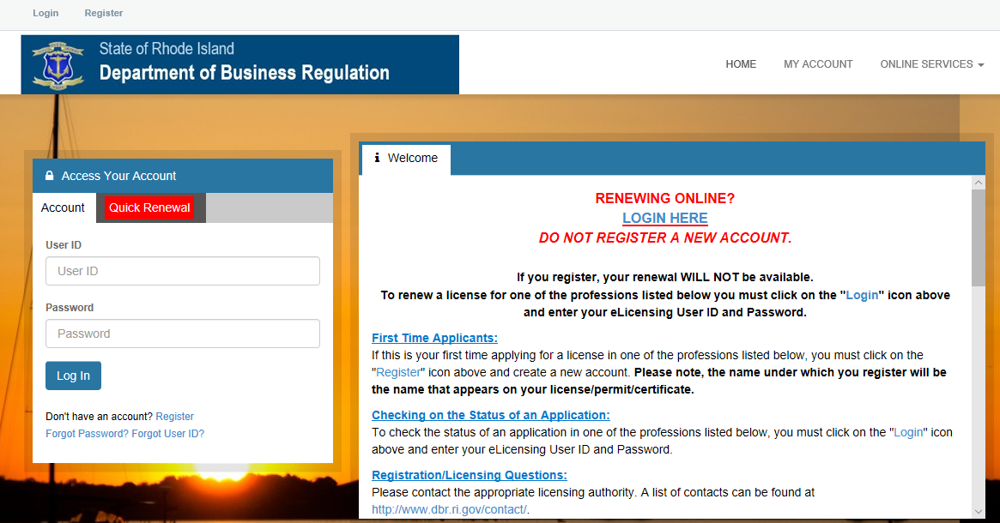 Login Register
State of Rhode Island
Department of Business Regulation
HOME MY ACCOUNT ONLINE SERVICES
Access Your Account
Account Quick Renewal
User ID
User ID
Password
Password
Log In
Don't have an account? Register
Forgot Password? Forgot User ID?
Welcome
RENEWING ONLINE?
LOGIN HERE
DO NOT REGISTER A NEW ACCOUNT.
If you register, your renewal WILL NOT be available.
To renew a license for one of the professions listed below you must click on the "Login" icon above
and enter your eLicensing User ID and Password.
First Time Applicants:
If this is your first time applying for a license in one of the professions listed below, you must click on the
"Register" icon above and create a new account. Please note, the name under which you register will be
the name that appears on your license/permit/certificate.
Checking on the Status of an Application:
To check the status of an application in one of the professions listed below, you must click on the "Login" icon
above and enter your eLicensing User ID and Password.
Registration/Licensing Questions:
Please contact the appropriate licensing authority. A list of contacts can be found at
http://www.dbr.ri.gov/contact/.